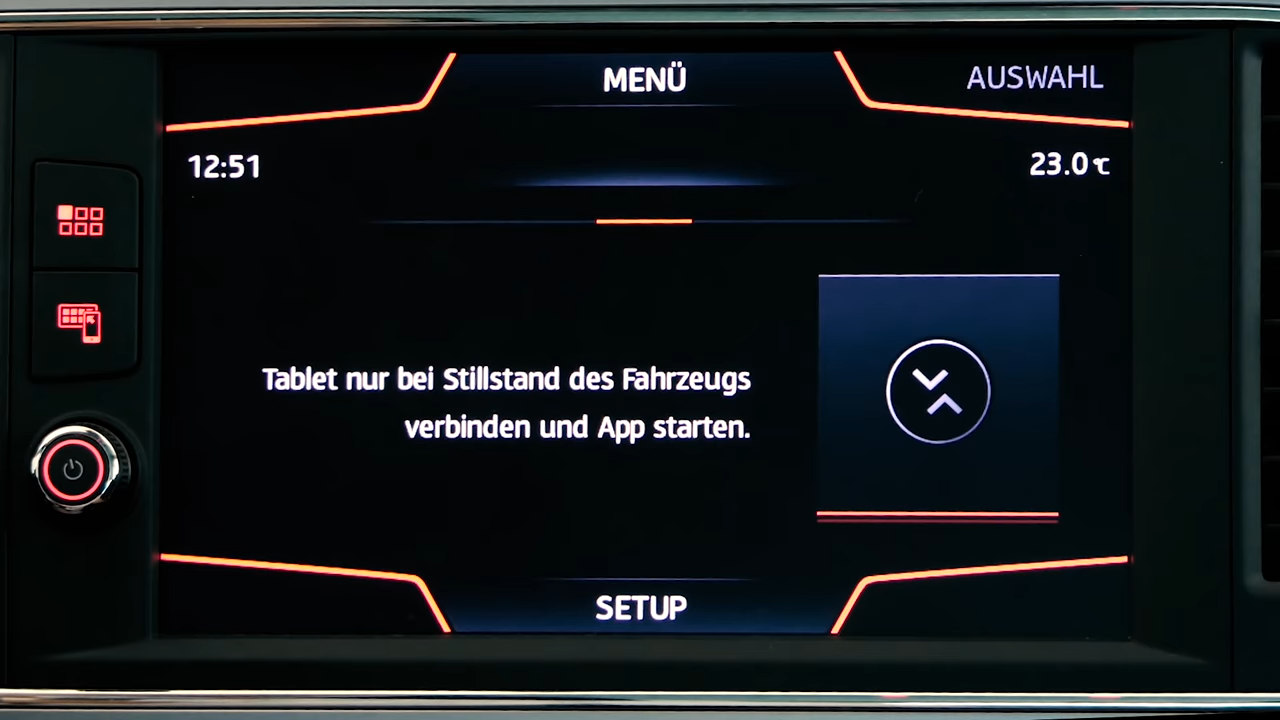 MENÜ
AUSWAHL
12:51
23.0 °C
Tablet nur bei Stillstand des Fahrzeugs
verbinden und App starten.
SETUP